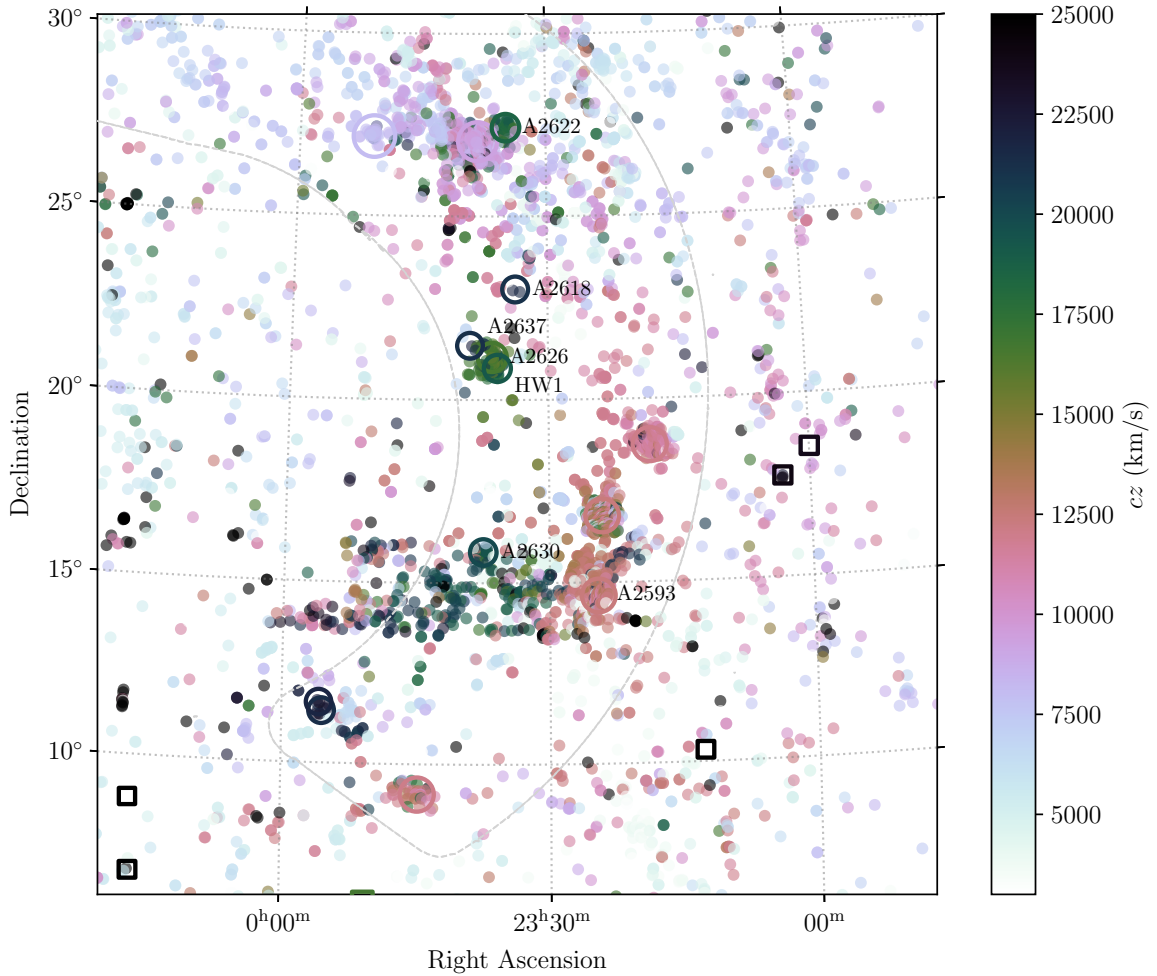 30°
25°
20°
15°
10°
Declination
A2622
A2618
A2637
A2626
HW1
A2630
A2593
0ʰ00ᵐ
23ʰ30ᵐ
00ᵐ
Right Ascension
25000
22500
20000
17500
15000
12500
10000
7500
5000
cz (km/s)